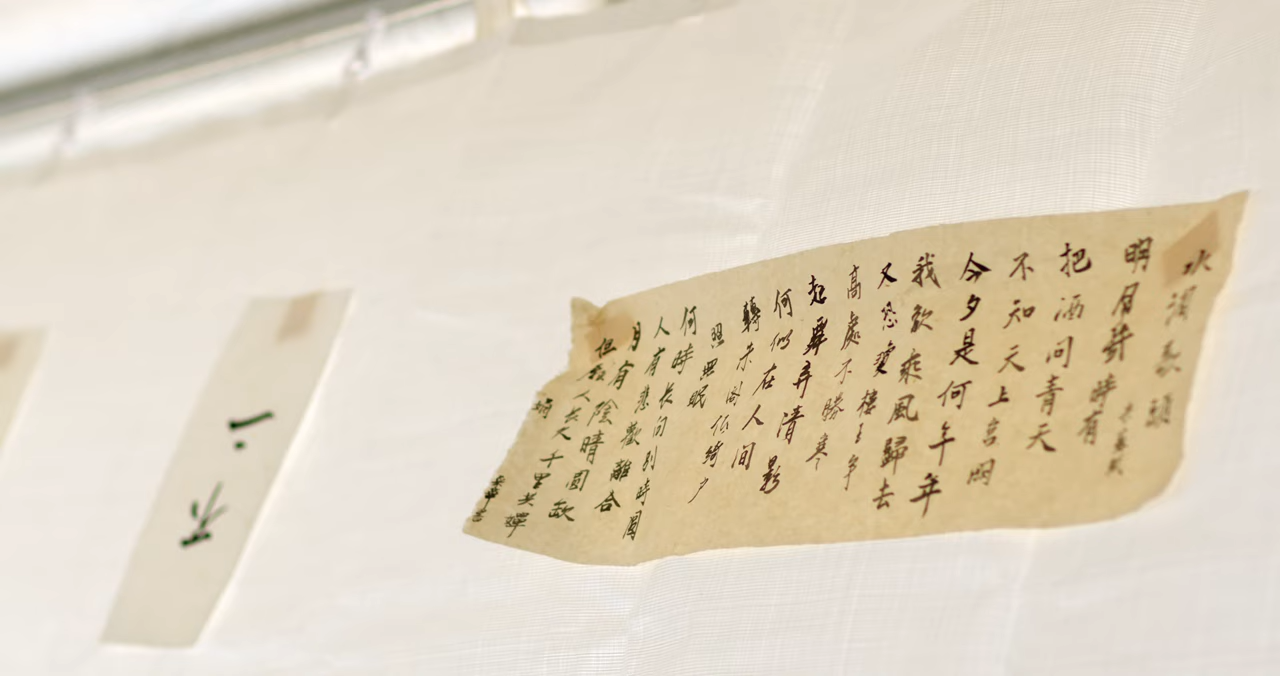 水調歌頭
明月許時有
把酒問青天
不知天上宮
今夕是何午年
我欲乘風歸去
又恐瓊樓玉宇
高處不勝寒
起舞弄清影
何似在人間
轉朱閣低綺户
照無眠
何時長向別時圓
人有悲歡離合
月有陰晴圓缺
但願人長久千里共嬋
娟